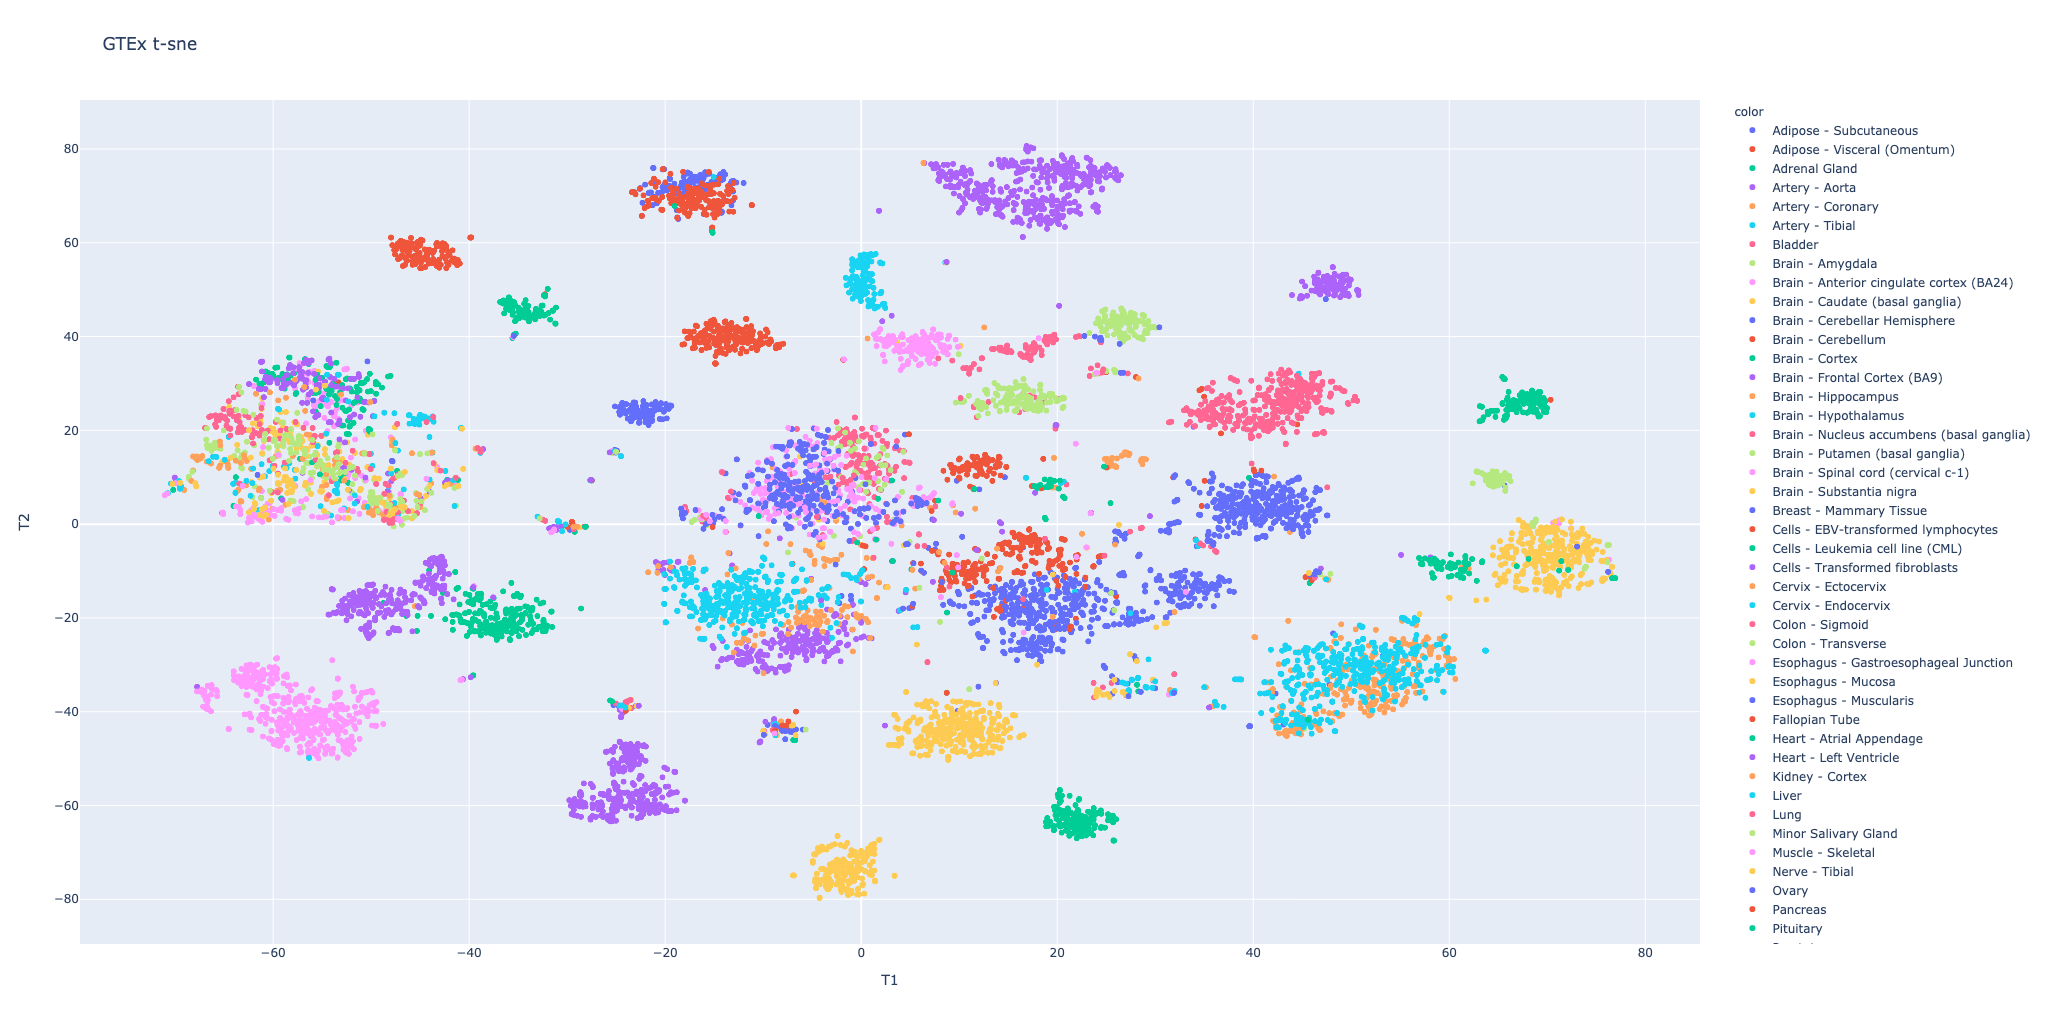 GTEx t-sne
T2
80
60
40
20
0
−20
−40
−60
−80
−60
−40
−20
0
20
40
60
80
T1
color
Adipose - Subcutaneous
Adipose - Visceral (Omentum)
Adrenal Gland
Artery - Aorta
Artery - Coronary
Artery - Tibial
Bladder
Brain - Amygdala
Brain - Anterior cingulate cortex (BA24)
Brain - Caudate (basal ganglia)
Brain - Cerebellar Hemisphere
Brain - Cerebellum
Brain - Cortex
Brain - Frontal Cortex (BA9)
Brain - Hippocampus
Brain - Hypothalamus
Brain - Nucleus accumbens (basal ganglia)
Brain - Putamen (basal ganglia)
Brain - Spinal cord (cervical c-1)
Brain - Substantia nigra
Breast - Mammary Tissue
Cells - EBV-transformed lymphocytes
Cells - Leukemia cell line (CML)
Cells - Transformed fibroblasts
Cervix - Ectocervix
Cervix - Endocervix
Colon - Sigmoid
Colon - Transverse
Esophagus - Gastroesophageal Junction
Esophagus - Mucosa
Esophagus - Muscularis
Fallopian Tube
Heart - Atrial Appendage
Heart - Left Ventricle
Kidney - Cortex
Liver
Lung
Minor Salivary Gland
Muscle - Skeletal
Nerve - Tibial
Ovary
Pancreas
Pituitary